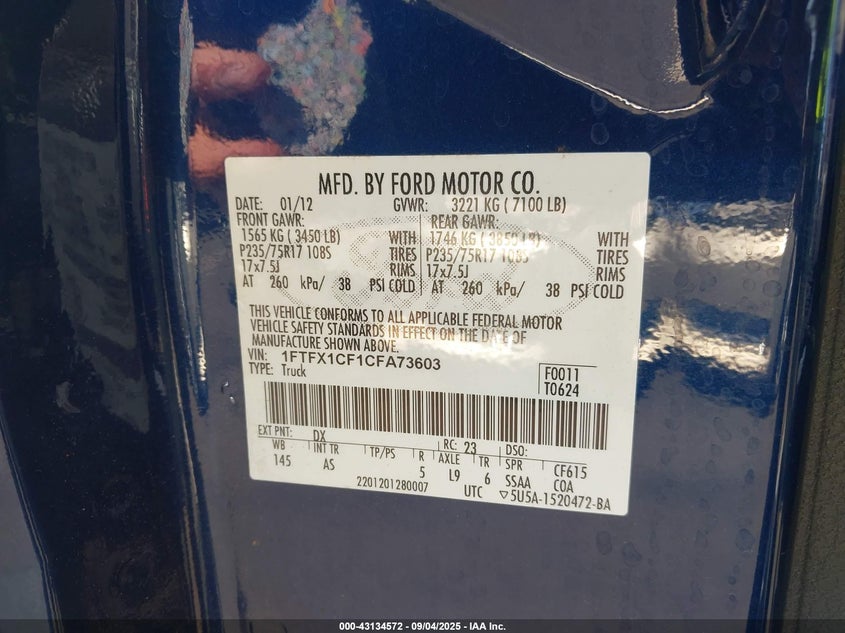 MFD. BY FORD MOTOR CO.
DATE: 01/12 GVWR: 3221 KG ( 7100 LB)
FRONT GAWR: REAR GAWR:
1565 KG ( 3450 LB) WITH 1746 KG ( 3850 LB) WITH
P235/75R17 108S TIRES P235/75R17 108S TIRES
17x7.5J RIMS 17x7.5J RIMS
AT 260 kPa/ 38 PSI COLD AT 260 kPa/ 38 PSI COLD
THIS VEHICLE CONFORMS TO ALL APPLICABLE FEDERAL MOTOR
VEHICLE SAFETY STANDARDS IN EFFECT ON THE DATE OF
MANUFACTURE SHOWN ABOVE.
VIN: 1FTFX1CF1CFA73603
TYPE: Truck
F0011
T0624
EXT PNT: DX RC: 23 DSO:
WB INT TR TP/PS R AXLE TR SPR CF615
145 AS 5 L9 6 SSAA COA
2201201280007 UTC ▽5U5A-1520472-BA
000-43134572 - 09/04/2025 - IAA Inc.